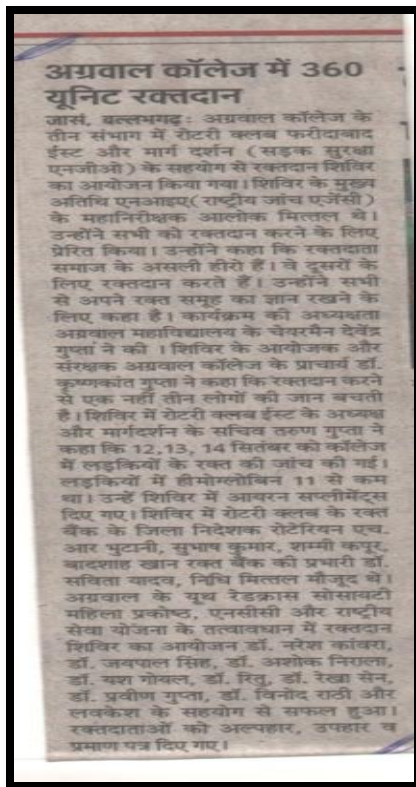 अग्रवाल कॉलेज में 360
यूनिट रक्तदान
जासं, बल्लभगढ़: अग्रवाल कॉलेज के
तीन संभाग में रोटरी क्लब फरीदाबाद
ईस्ट और मार्ग दर्शन (सड़क सुरक्षा
एनजीओ) के सहयोग से रक्तदान शिविर
का आयोजन किया गया। शिविर के मुख्य
अतिथि एनआइए( राष्ट्रीय जांच एजेंसी)
के महानिरीक्षक आलोक मित्तल थे।
उन्होंने सभी को रक्तदान करने के लिए
प्रेरित किया। उन्होंने कहा कि रक्तदाता
समाज के असली हीरो हैं। वे दूसरों के
लिए रक्तदान करते हैं। उन्होंने सभी
से अपने रक्त समूह का ज्ञान रखने के
लिए कहा है। कार्यक्रम की अध्यक्षता
अग्रवाल महाविद्यालय के चेयरमैन देवेंद्र
गुप्ता ने की । शिविर के आयोजक और
संरक्षक अग्रवाल कॉलेज के प्राचार्य डॉ.
कृष्णकांत गुप्ता ने कहा कि रक्तदान करने
से एक नहीं तीन लोगों की जान बचती
है। शिविर में रोटरी क्लब ईस्ट के अध्यक्ष
और मार्गदर्शन के सचिव तरुण गुप्ता ने
कहा कि 12,13, 14 सितंबर को कॉलेज
में लड़कियों के रक्त की जांच की गई।
लड़कियों में हीमोग्लोबिन 11 से कम
था। उन्हें शिविर में आयरन सप्लीमेंट्स
दिए गए। शिविर में रोटरी क्लब के रक्त
बैंक के जिला निदेशक रोटेरियन एच.
आर भुटानी, सुभाष कुमार, शम्मी कपूर,
बादशाह खान रक्त बैंक की प्रभारी डॉ.
सविता यादव, निधि मित्तल मौजूद थे।
अग्रवाल के यूथ रेडक्रास सोसायटी
महिला प्रकोष्ठ, एनसीसी और राष्ट्रीय
सेवा योजना के तत्वावधान में रक्तदान
शिविर का आयोजन डॉ. नरेश कांवरा,
डॉ. जयपाल सिंह, डॉ. अशोक निराला,
डॉ. यश गोयल, डॉ. रितु, डॉ. रेखा सेन,
डॉ. प्रवीण गुप्ता, डॉ. विनोद राठी और
लवकेश के सहयोग से सफल हुआ।
रक्तदाताओं को अल्पहार, उपहार व
प्रमाण पत्र दिए गए।